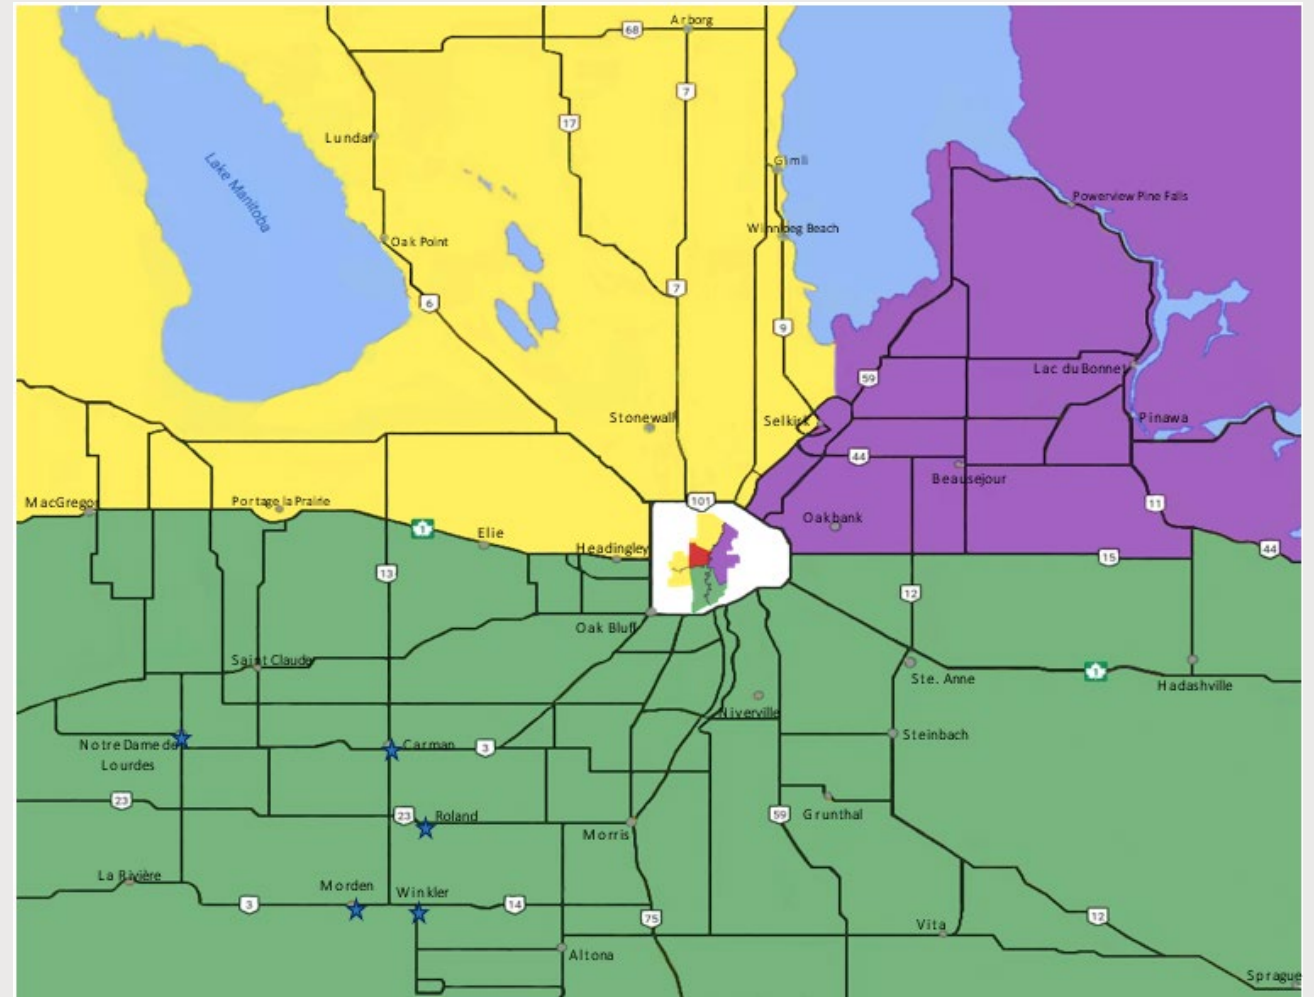 Arborg
68
7
17
Lundar
Gimli
Lake Manitoba
Powerview Pine Falls
Winnipeg Beach
Oak Point
7
6
9
Lac du Bonnet
59
Stonewall
Selkirk
Pinawa
44
Beausejour
MacGregor
Portage la Prairie
101
11
Oakbank
1
Elie
Headingley
44
15
13
12
Oak Bluff
Saint Claude
1
Ste. Anne
Hadashville
Niverville
Steinbach
Notre Dame de
Lourdes
Carman
3
23
23
Roland
59
Grunthal
Morris
La Rivière
Morden
Winkler
3
14
75
12
Vita
Altona
Sprague